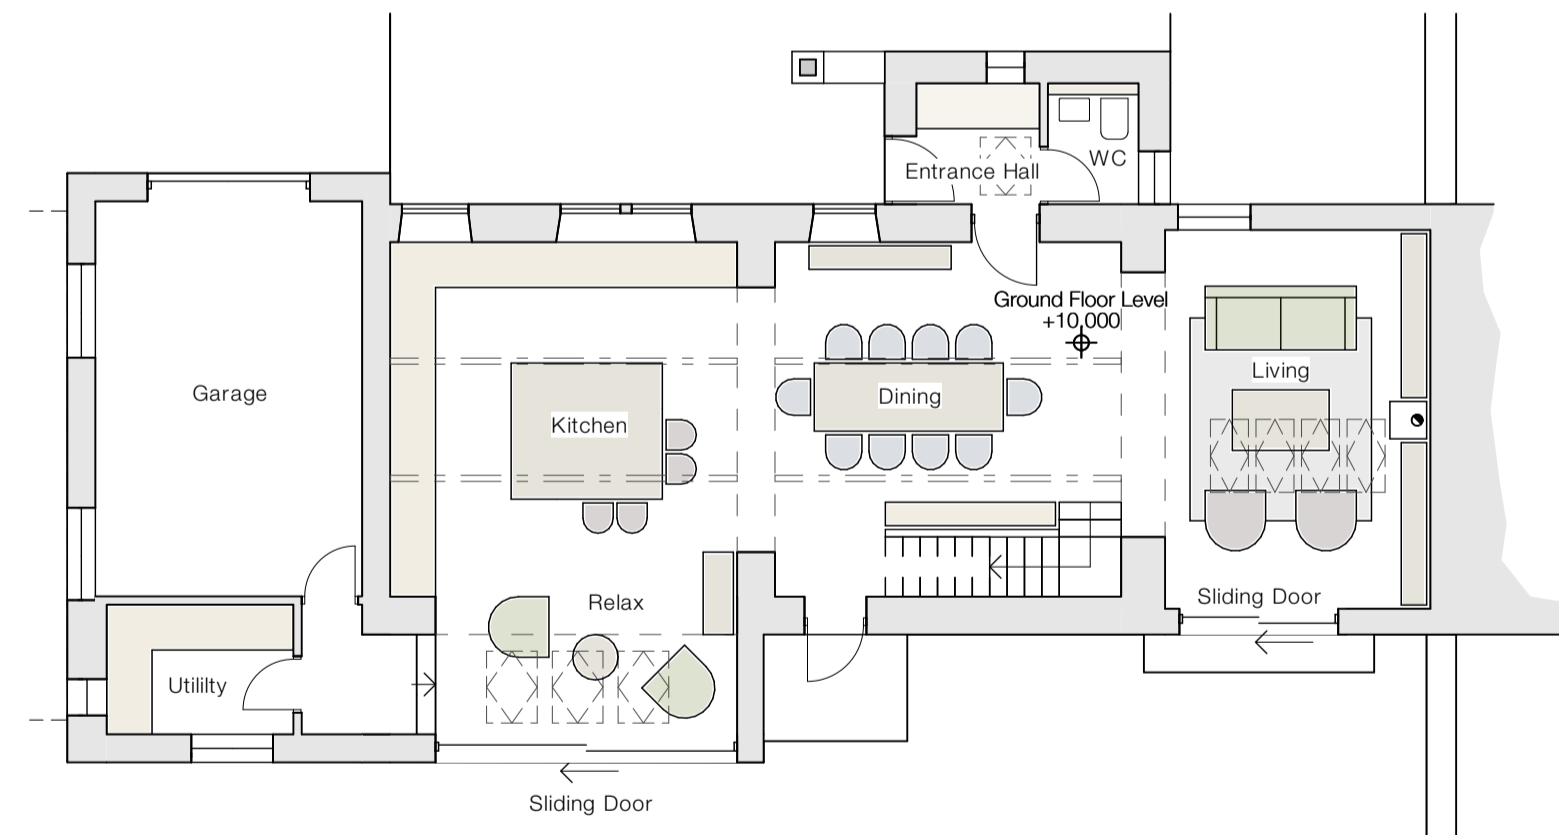 WC
Entrance Hall
Ground Floor Level
+10,000
Living
Garage
Dining
Kitchen
Sliding Door
Relax
Utililty
Sliding Door